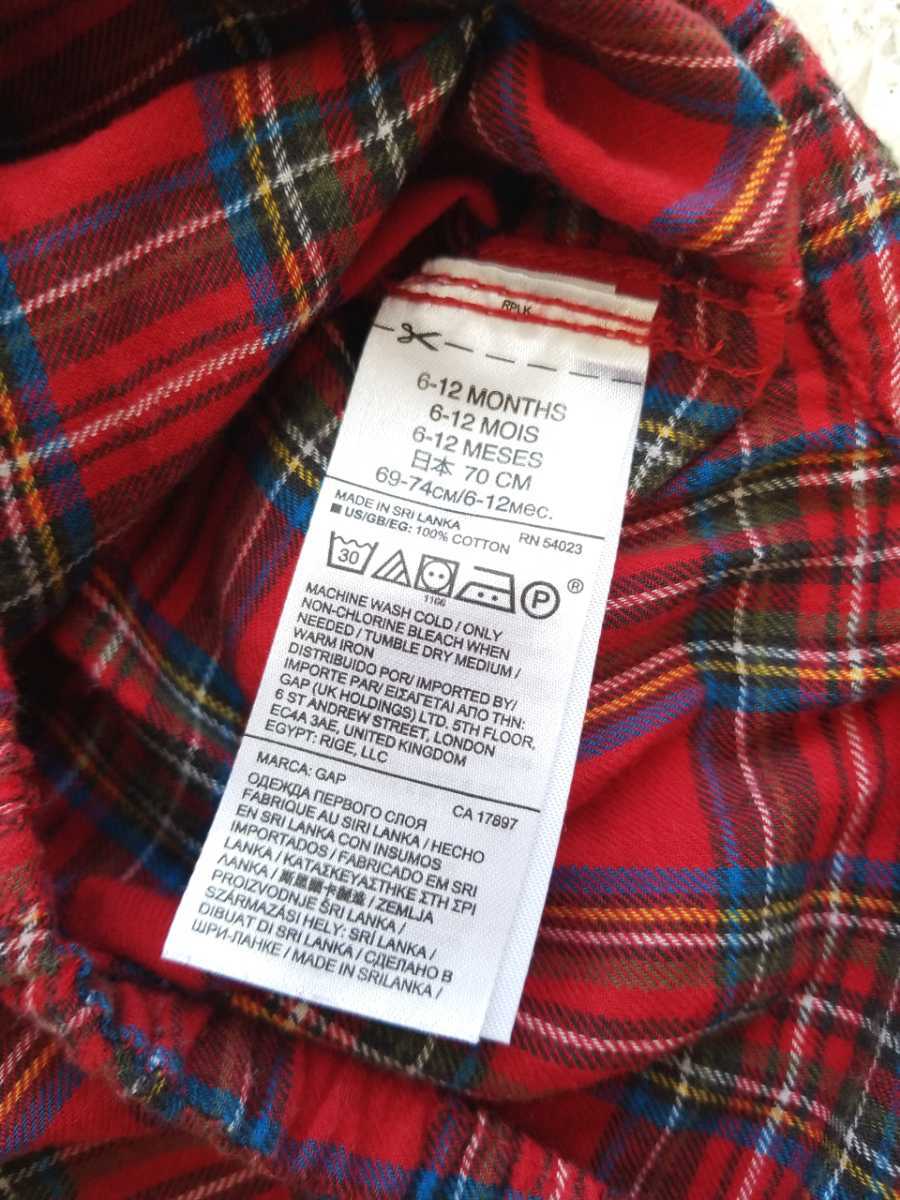 RPLK
6-12 MONTHS
6-12 MOIS
6-12 MESES
日本 70 CM
69-74СМ/6-12мес.
MADE IN SRI LANKA RN 54023
■ US/GB/EG: 100% COTTON
30 1166 P ®
MACHINE WASH COLD / ONLY
NON-CHLORINE BLEACH WHEN
NEEDED / TUMBLE DRY MEDIUM /
WARM IRON
DISTRIBUIDO POR/ IMPORTED BY/
IMPORTE PAR/ ΕΙΣΑΓΕΤΑΙ ΑΠΟ ΤΗΝ:
GAP (UK HOLDINGS) LTD. 5TH FLOOR,
6 ST ANDREW STREET, LONDON
EC4A 3AE, UNITED KINGDOM
EGYPT: RIGE, LLC
MARCA: GAP CA 17897
ОДЕЖДА ПЕРВОГО СЛОЯ
FABRIQUE AU SIRI LANKA / HECHO
EN SRI LANKA CON INSUMOS
IMPORTADOS / FABRICADO EM SRI
LANKA / ΚΑΤΑΣΚΕΥΑΣΤΗΚΕ ΣΤΗ ΣΡΙ
ΛΑΝΚΑ / 卡製造 / ZEMLJA
PROIZVODNJE ŠRI LANKA /
SZÁRMAZÁSI HELY: SRÍ LANKA /
DIBUAT DI SRI LANKA / СДЕЛАНО В
ШРИ-ЛАНКЕ / MADE IN SRILANKA /